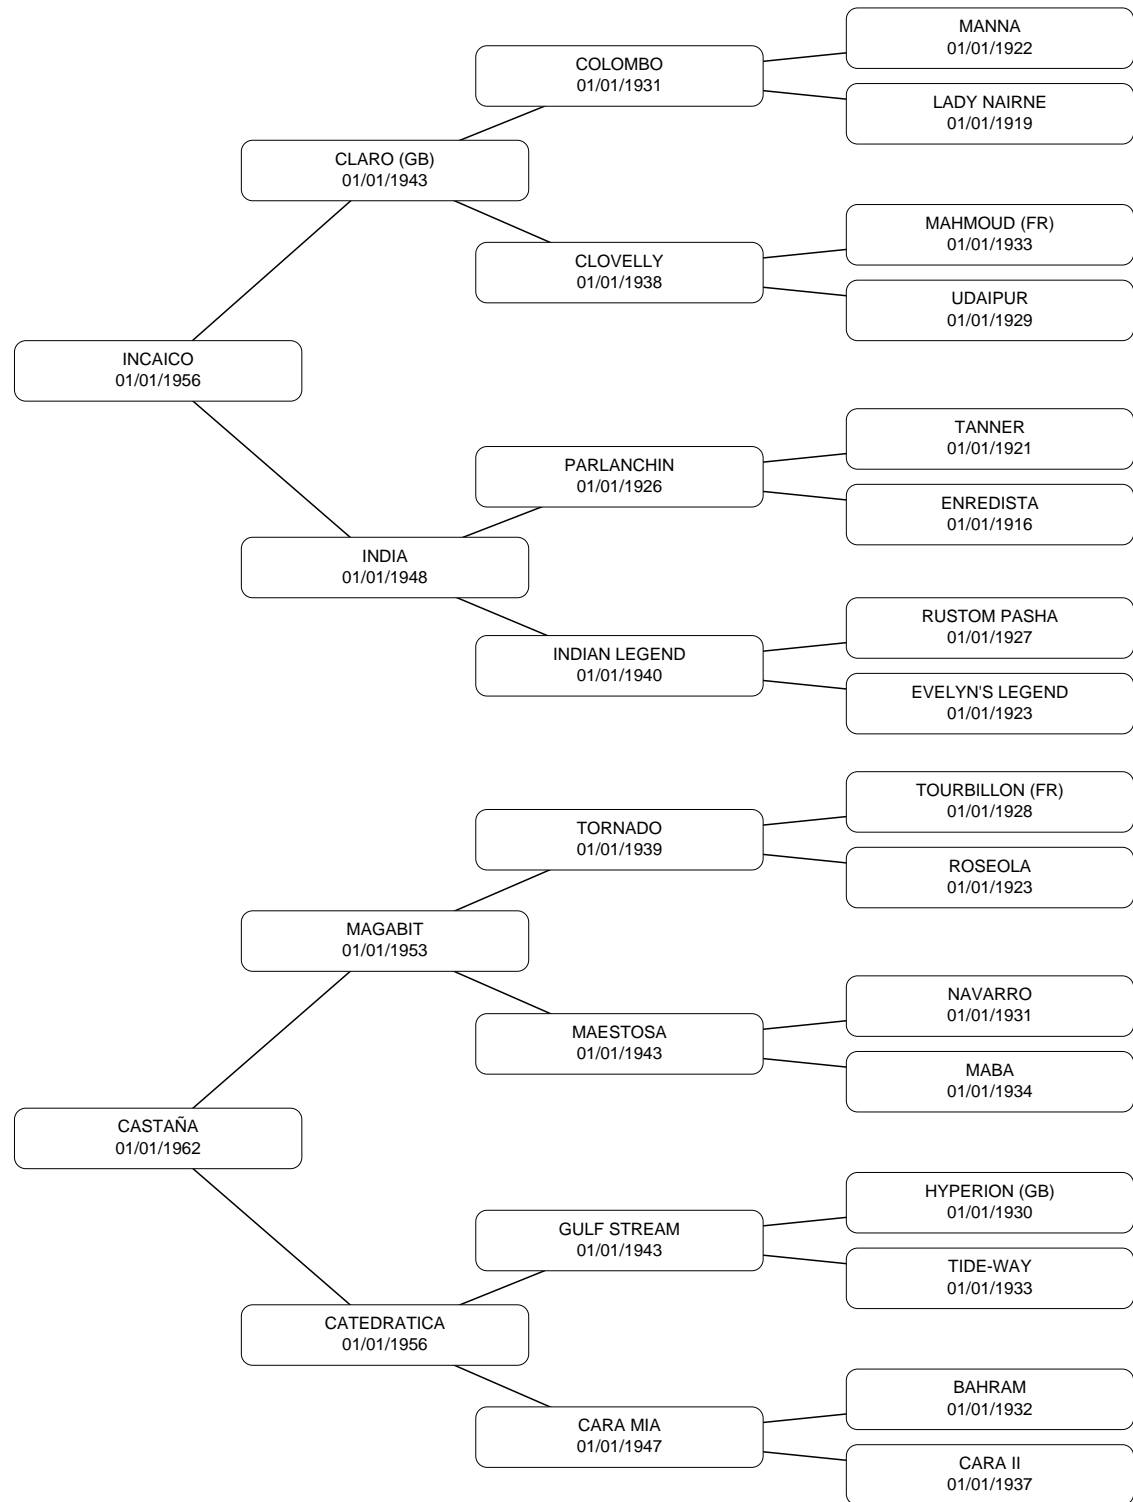 MANNA
01/01/1922
COLOMBO
01/01/1931
LADY NAIRNE
01/01/1919
CLARO (GB)
01/01/1943
MAHMOUD (FR)
01/01/1933
CLOVELLY
01/01/1938
UDAIPUR
01/01/1929
INCAICO
01/01/1956
TANNER
01/01/1921
PARLANCHIN
01/01/1926
ENREDISTA
01/01/1916
INDIA
01/01/1948
RUSTOM PASHA
01/01/1927
INDIAN LEGEND
01/01/1940
EVELYN'S LEGEND
01/01/1923
TOURBILLON (FR)
01/01/1928
TORNADO
01/01/1939
ROSEOLA
01/01/1923
MAGABIT
01/01/1953
NAVARRO
01/01/1931
MAESTOSA
01/01/1943
MABA
01/01/1934
CASTAÑA
01/01/1962
HYPERION (GB)
01/01/1930
GULF STREAM
01/01/1943
TIDE-WAY
01/01/1933
CATEDRATICA
01/01/1956
BAHRAM
01/01/1932
CARA MIA
01/01/1947
CARA II
01/01/1937